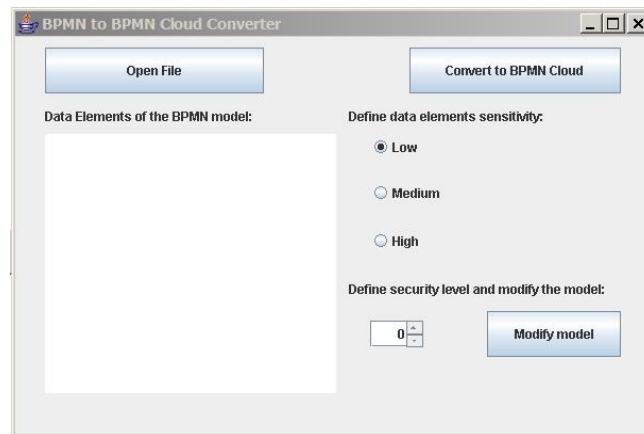 BPMN to BPMN Cloud Converter
Open File
Convert to BPMN Cloud
Data Elements of the BPMN model:
Define data elements sensitivity:
Low
Medium
High
Define security level and modify the model:
0
Modify model